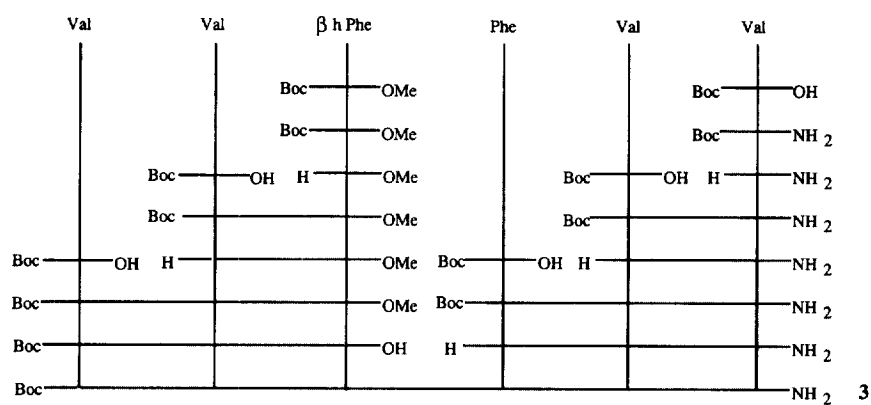 Val Val β h Phe Phe Val Val
Boc OMe Boc OH
Boc OMe Boc NH 2
Boc OH H OMe Boc OH H NH 2
Boc OMe Boc NH 2
Boc OH H OMe Boc OH H NH 2
Boc OMe Boc NH 2
Boc OH H NH 2
Boc NH 2 3